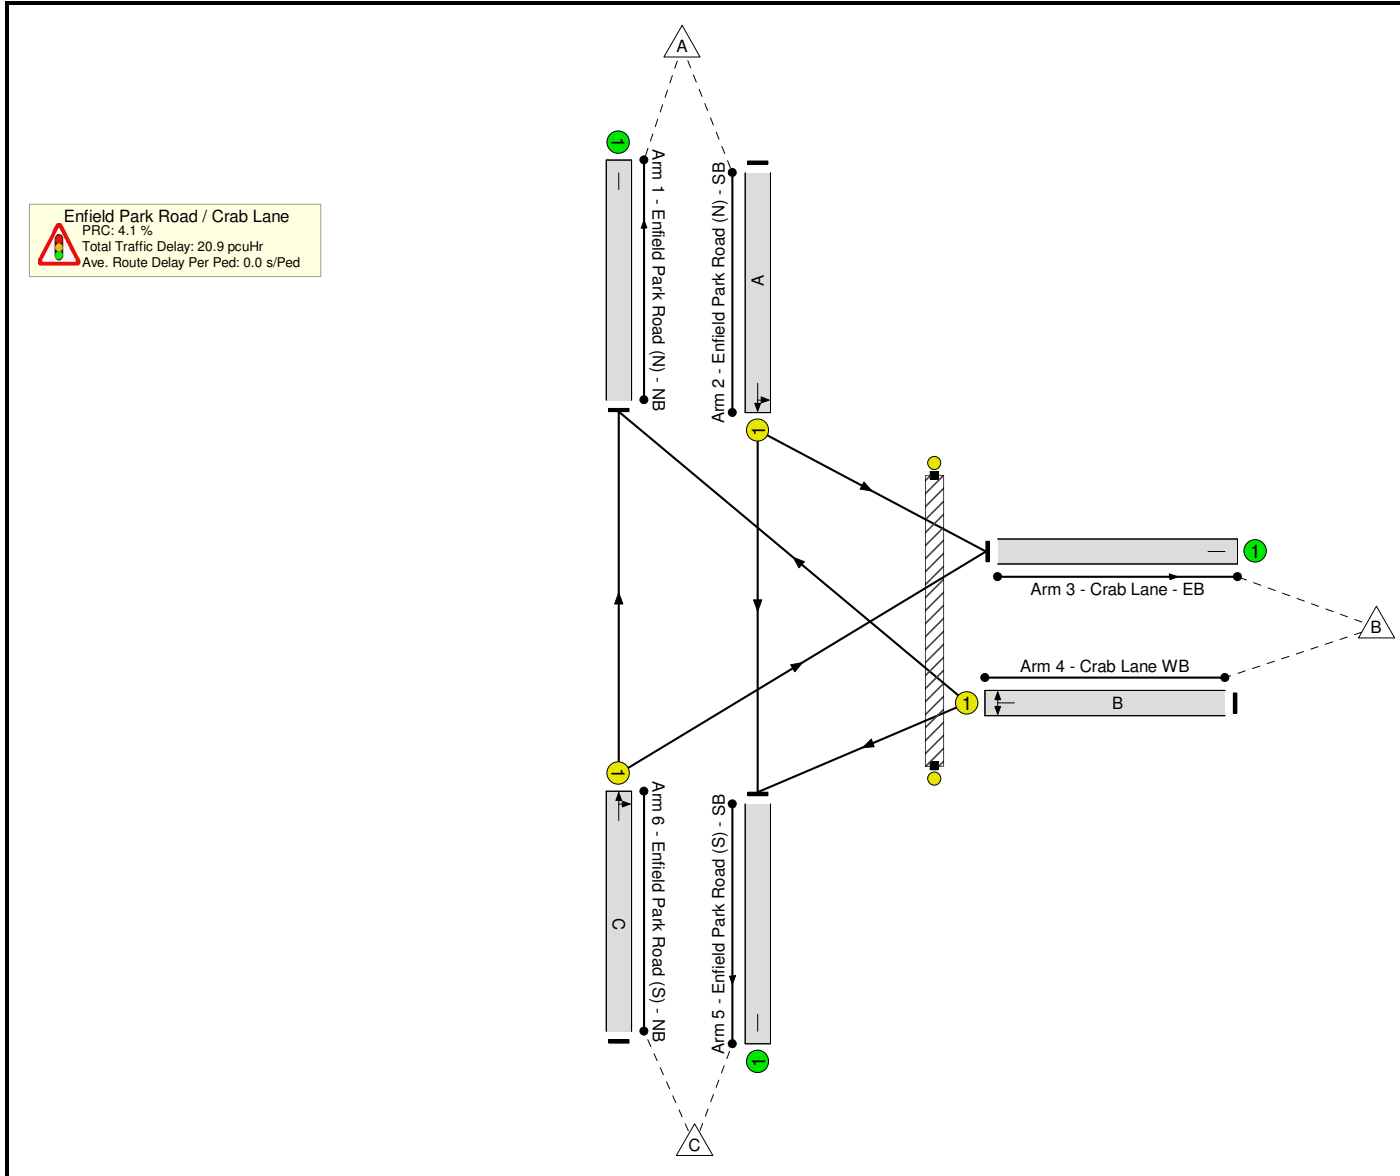 A
1
Arm 1 - Enfield Park Road (N) - NB
Arm 2 - Enfield Park Road (N) - SB
A
Enfield Park Road / Crab Lane
PRC: 4.1 %
Total Traffic Delay: 20.9 pcuHr
Ave. Route Delay Per Ped: 0.0 s/Ped
1
1
Arm 3 - Crab Lane - EB
B
Arm 4 - Crab Lane WB
1
B
1
Arm 6 - Enfield Park Road (S) - NB
Arm 5 - Enfield Park Road (S) - SB
C
1
C